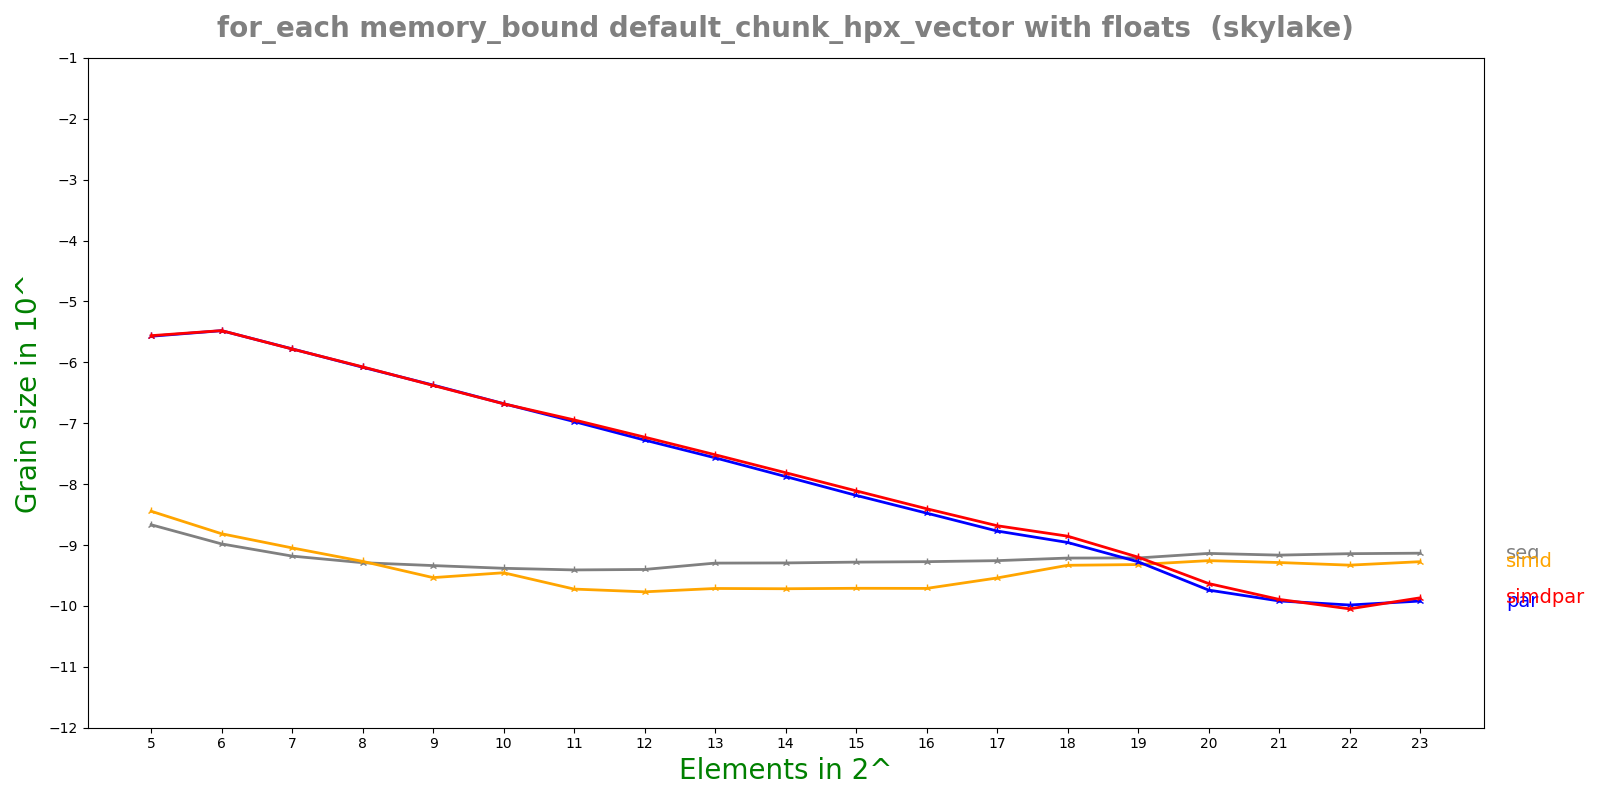 for_each memory_bound default_chunk_hpx_vector with floats (skylake)
−1
−2
−3
−4
−5
−6
−7
−8
−9
−10
−11
−12
Grain size in 10^
5 6 7 8 9 10 11 12 13 14 15 16 17 18 19 20 21 22 23
Elements in 2^
seq
simd
simdpar
par